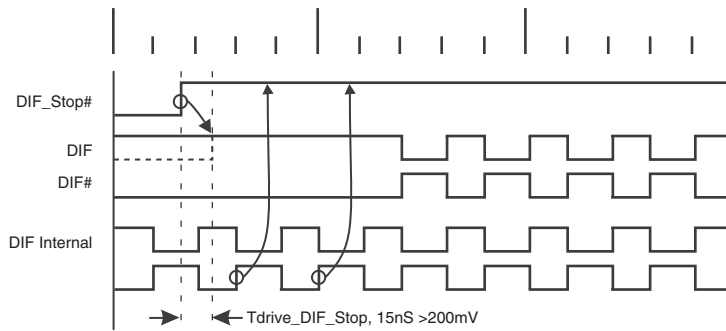 DIF_Stop#
DIF
DIF#
DIF Internal
Tdrive_DIF_Stop, 15nS >200mV